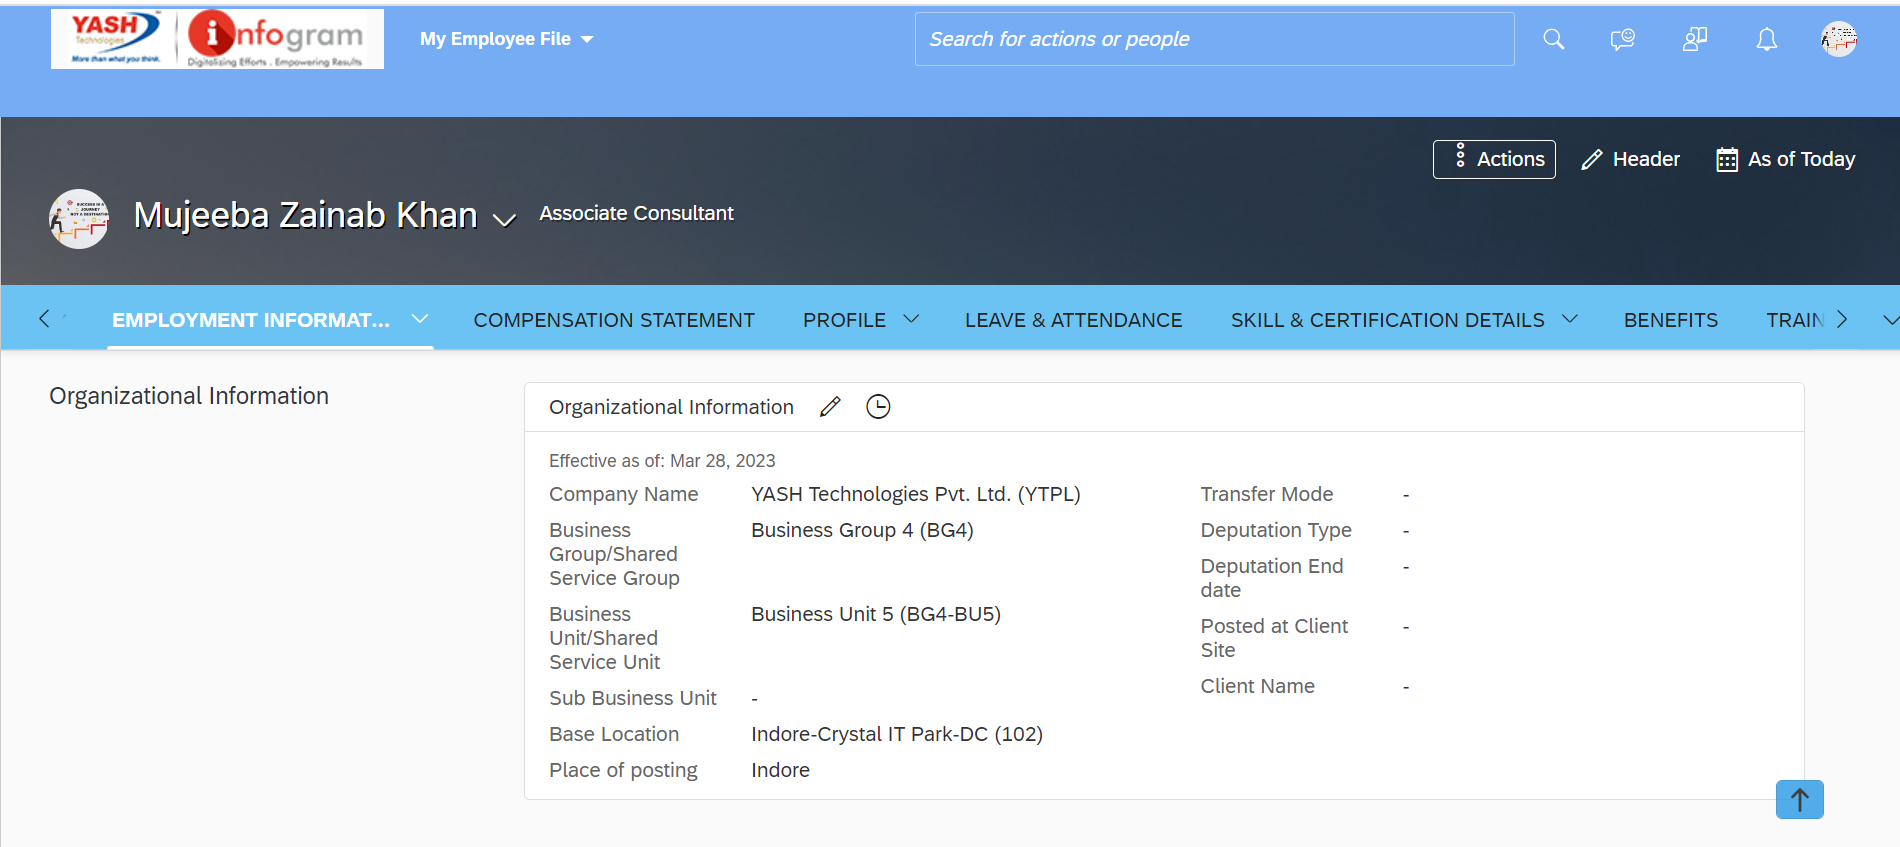 YASH
Technologies
More than what you think.
infogram
Digitalizing Efforts . Empowering Results
My Employee File
Search for actions or people
Actions
Header
As of Today
SUCCESS IS A
JOURNEY
NOT A DESTINATION
Mujeeba Zainab Khan
Associate Consultant
EMPLOYMENT INFORMAT...
COMPENSATION STATEMENT
PROFILE
LEAVE & ATTENDANCE
SKILL & CERTIFICATION DETAILS
BENEFITS
TRAIN
Organizational Information
Organizational Information
Effective as of: Mar 28, 2023
Company Name YASH Technologies Pvt. Ltd. (YTPL)
Business Group/Shared Service Group Business Group 4 (BG4)
Business Unit/Shared Service Unit Business Unit 5 (BG4-BU5)
Sub Business Unit -
Base Location Indore-Crystal IT Park-DC (102)
Place of posting Indore
Transfer Mode -
Deputation Type -
Deputation End date -
Posted at Client Site -
Client Name -